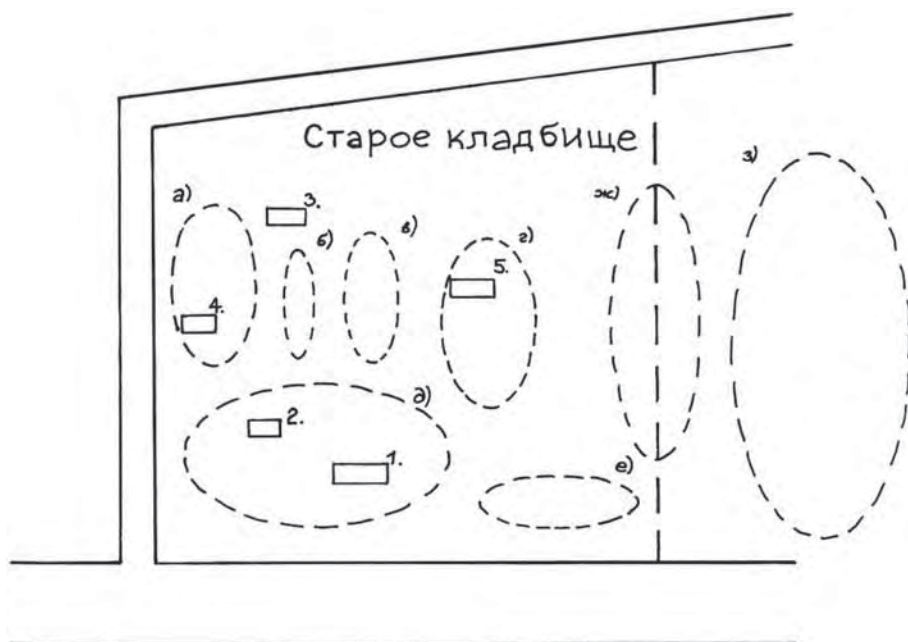 Старое кладбище
а)
3.
б)
в)
г)
ж)
з)
4.
5.
д)
2.
1.
е)